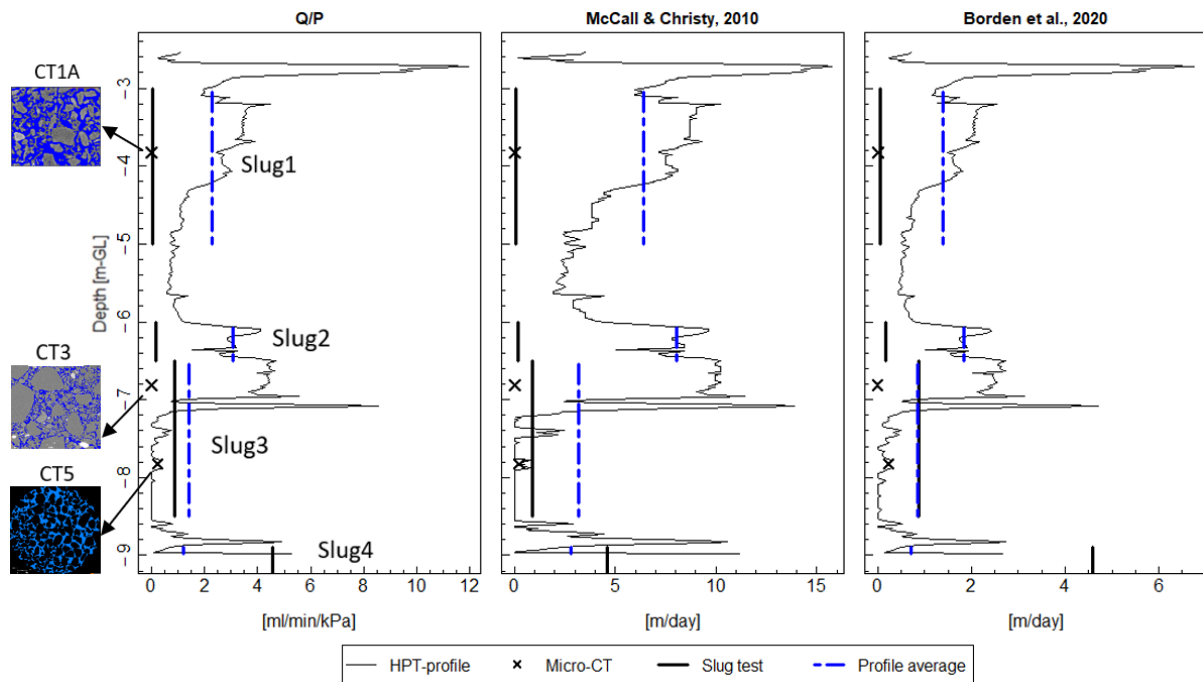 Q/P
McCall & Christy, 2010
Borden et al., 2020
CT1A
CT3
CT5
Depth [m-GL]
−3
−4
−5
−6
−7
−8
−9
Slug1
Slug2
Slug3
Slug4
0 2 4 6 8 10 12
0 5 10 15
0 2 4 6
[ml/min/kPa]
[m/day]
[m/day]
HPT-profile × Micro-CT Slug test Profile average